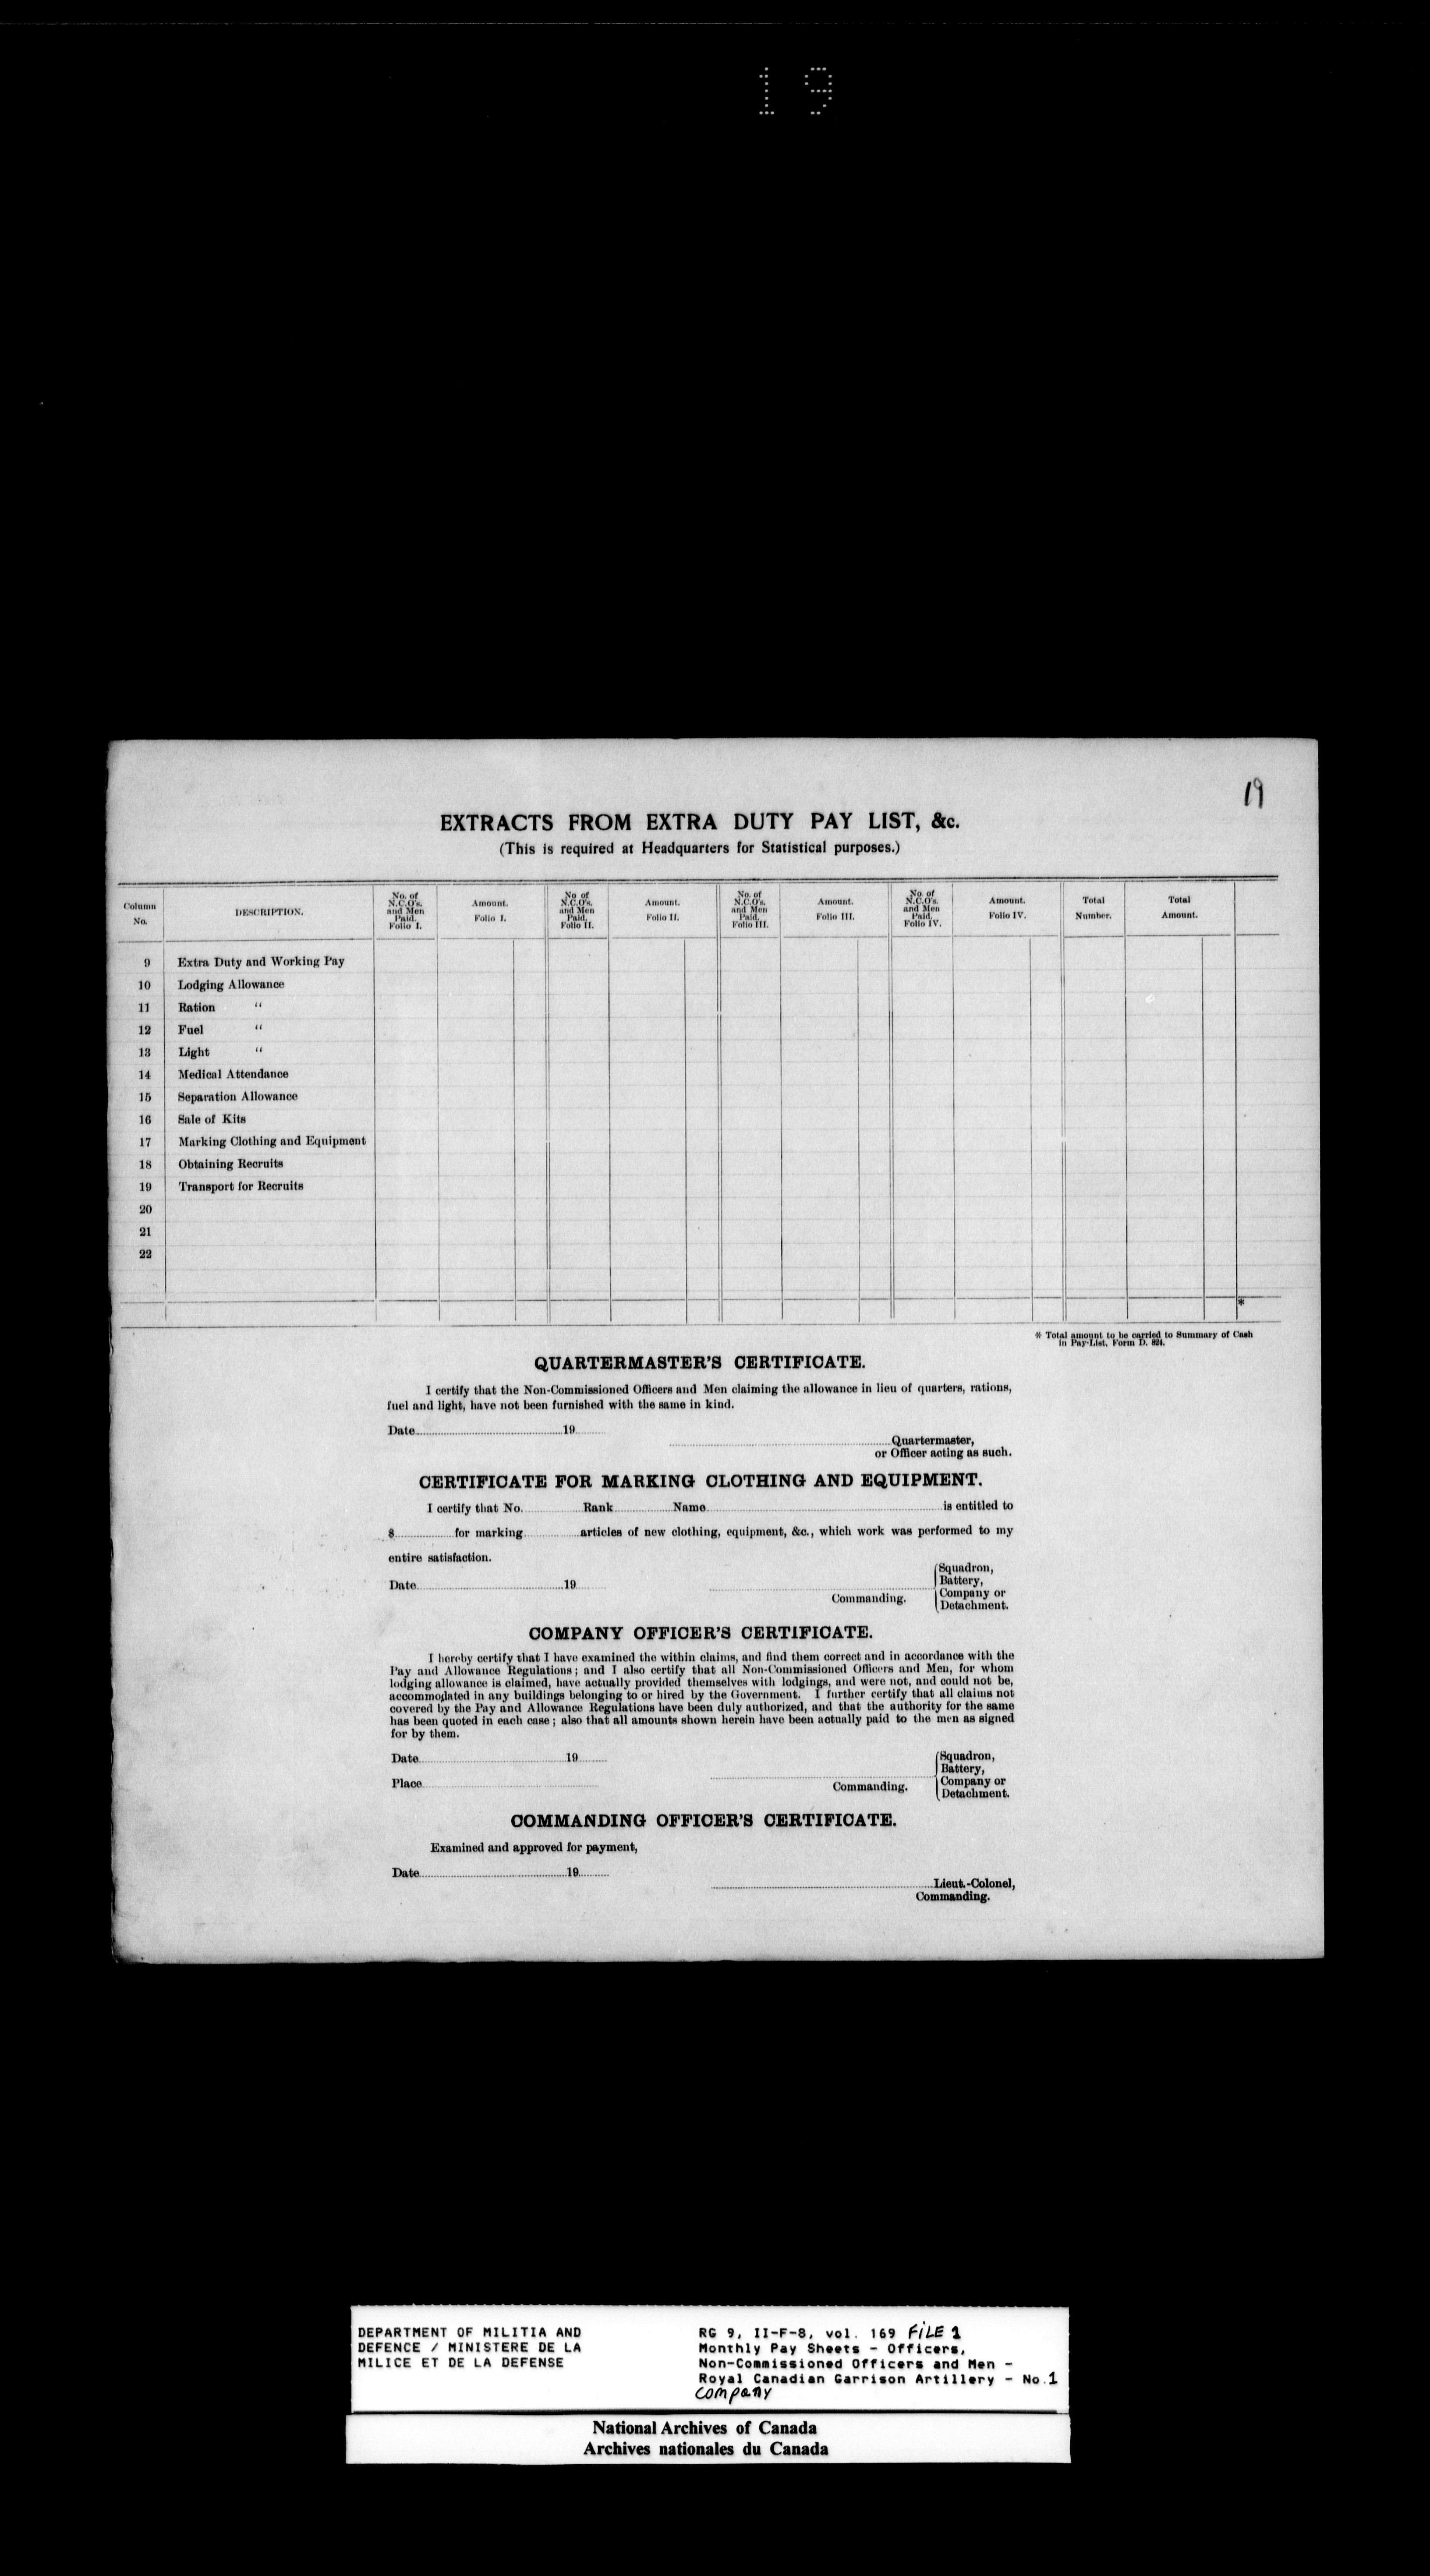 19
19
EXTRACTS FROM EXTRA DUTY PAY LIST, &c.
(This is required at Headquarters for Statistical purposes.)
Column No. DESCRIPTION. No. of N.C.O's. and Men Paid. Folio I. Amount. Folio I. No of N.C.O's. and Men Paid. Folio II. Amount. Folio II. No. of N.C.O's. and Men Paid. Folio III. Amount. Folio III. No. of N.C.O's. and Men Paid. Folio IV. Amount. Folio IV. Total Number. Total Amount.
9 Extra Duty and Working Pay
10 Lodging Allowance
11 Ration "
12 Fuel "
13 Light "
14 Medical Attendance
15 Separation Allowance
16 Sale of Kits
17 Marking Clothing and Equipment
18 Obtaining Recruits
19 Transport for Recruits
20
21
22
*
* Total amount to be carried to Summary of Cash
in Pay-List, Form D. 824.
QUARTERMASTER'S CERTIFICATE.
I certify that the Non-Commissioned Officers and Men claiming the allowance in lieu of quarters, rations,
fuel and light, have not been furnished with the same in kind.
Date 19
Quartermaster,
or Officer acting as such.
CERTIFICATE FOR MARKING CLOTHING AND EQUIPMENT.
I certify that No. Rank Name is entitled to
$ for marking articles of new clothing, equipment, &c., which work was performed to my
entire satisfaction.
Date 19
Commanding.
Squadron,
Battery,
Company or
Detachment.
COMPANY OFFICER'S CERTIFICATE.
I hereby certify that I have examined the within claims, and find them correct and in accordance with the
Pay and Allowance Regulations; and I also certify that all Non-Commissioned Officers and Men, for whom
lodging allowance is claimed, have actually provided themselves with lodgings, and were not, and could not be,
accommodated in any buildings belonging to or hired by the Government. I further certify that all claims not
covered by the Pay and Allowance Regulations have been duly authorized, and that the authority for the same
has been quoted in each case; also that all amounts shown herein have been actually paid to the men as signed
for by them.
Date 19
Place
Commanding.
Squadron,
Battery,
Company or
Detachment.
COMMANDING OFFICER'S CERTIFICATE.
Examined and approved for payment,
Date 19
Lieut.-Colonel,
Commanding.
DEPARTMENT OF MILITIA AND
DEFENCE / MINISTERE DE LA
MILICE ET DE LA DEFENSE
RG 9, II-F-8, vol. 169 FiLE 1
Monthly Pay Sheets - Officers,
Non-Commissioned Officers and Men -
Royal Canadian Garrison Artillery - No.1
company
National Archives of Canada
Archives nationales du Canada